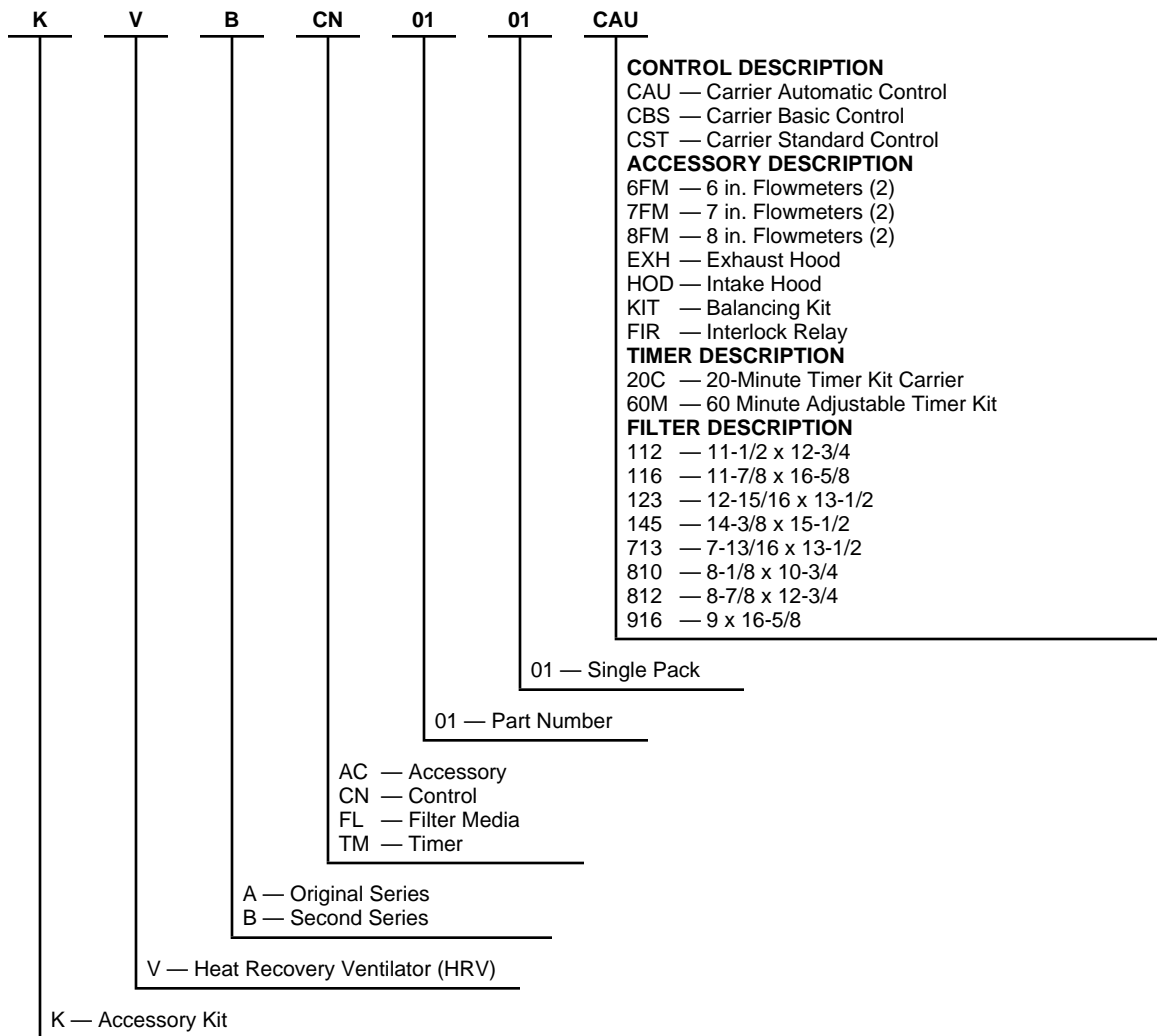 K V B CN 01 01 CAU
CONTROL DESCRIPTION
CAU — Carrier Automatic Control
CBS — Carrier Basic Control
CST — Carrier Standard Control
ACCESSORY DESCRIPTION
6FM — 6 in. Flowmeters (2)
7FM — 7 in. Flowmeters (2)
8FM — 8 in. Flowmeters (2)
EXH — Exhaust Hood
HOD — Intake Hood
KIT — Balancing Kit
FIR — Interlock Relay
TIMER DESCRIPTION
20C — 20-Minute Timer Kit Carrier
60M — 60 Minute Adjustable Timer Kit
FILTER DESCRIPTION
112 — 11-1/2 x 12-3/4
116 — 11-7/8 x 16-5/8
123 — 12-15/16 x 13-1/2
145 — 14-3/8 x 15-1/2
713 — 7-13/16 x 13-1/2
810 — 8-1/8 x 10-3/4
812 — 8-7/8 x 12-3/4
916 — 9 x 16-5/8
01 — Single Pack
01 — Part Number
AC — Accessory
CN — Control
FL — Filter Media
TM — Timer
A — Original Series
B — Second Series
V — Heat Recovery Ventilator (HRV)
K — Accessory Kit